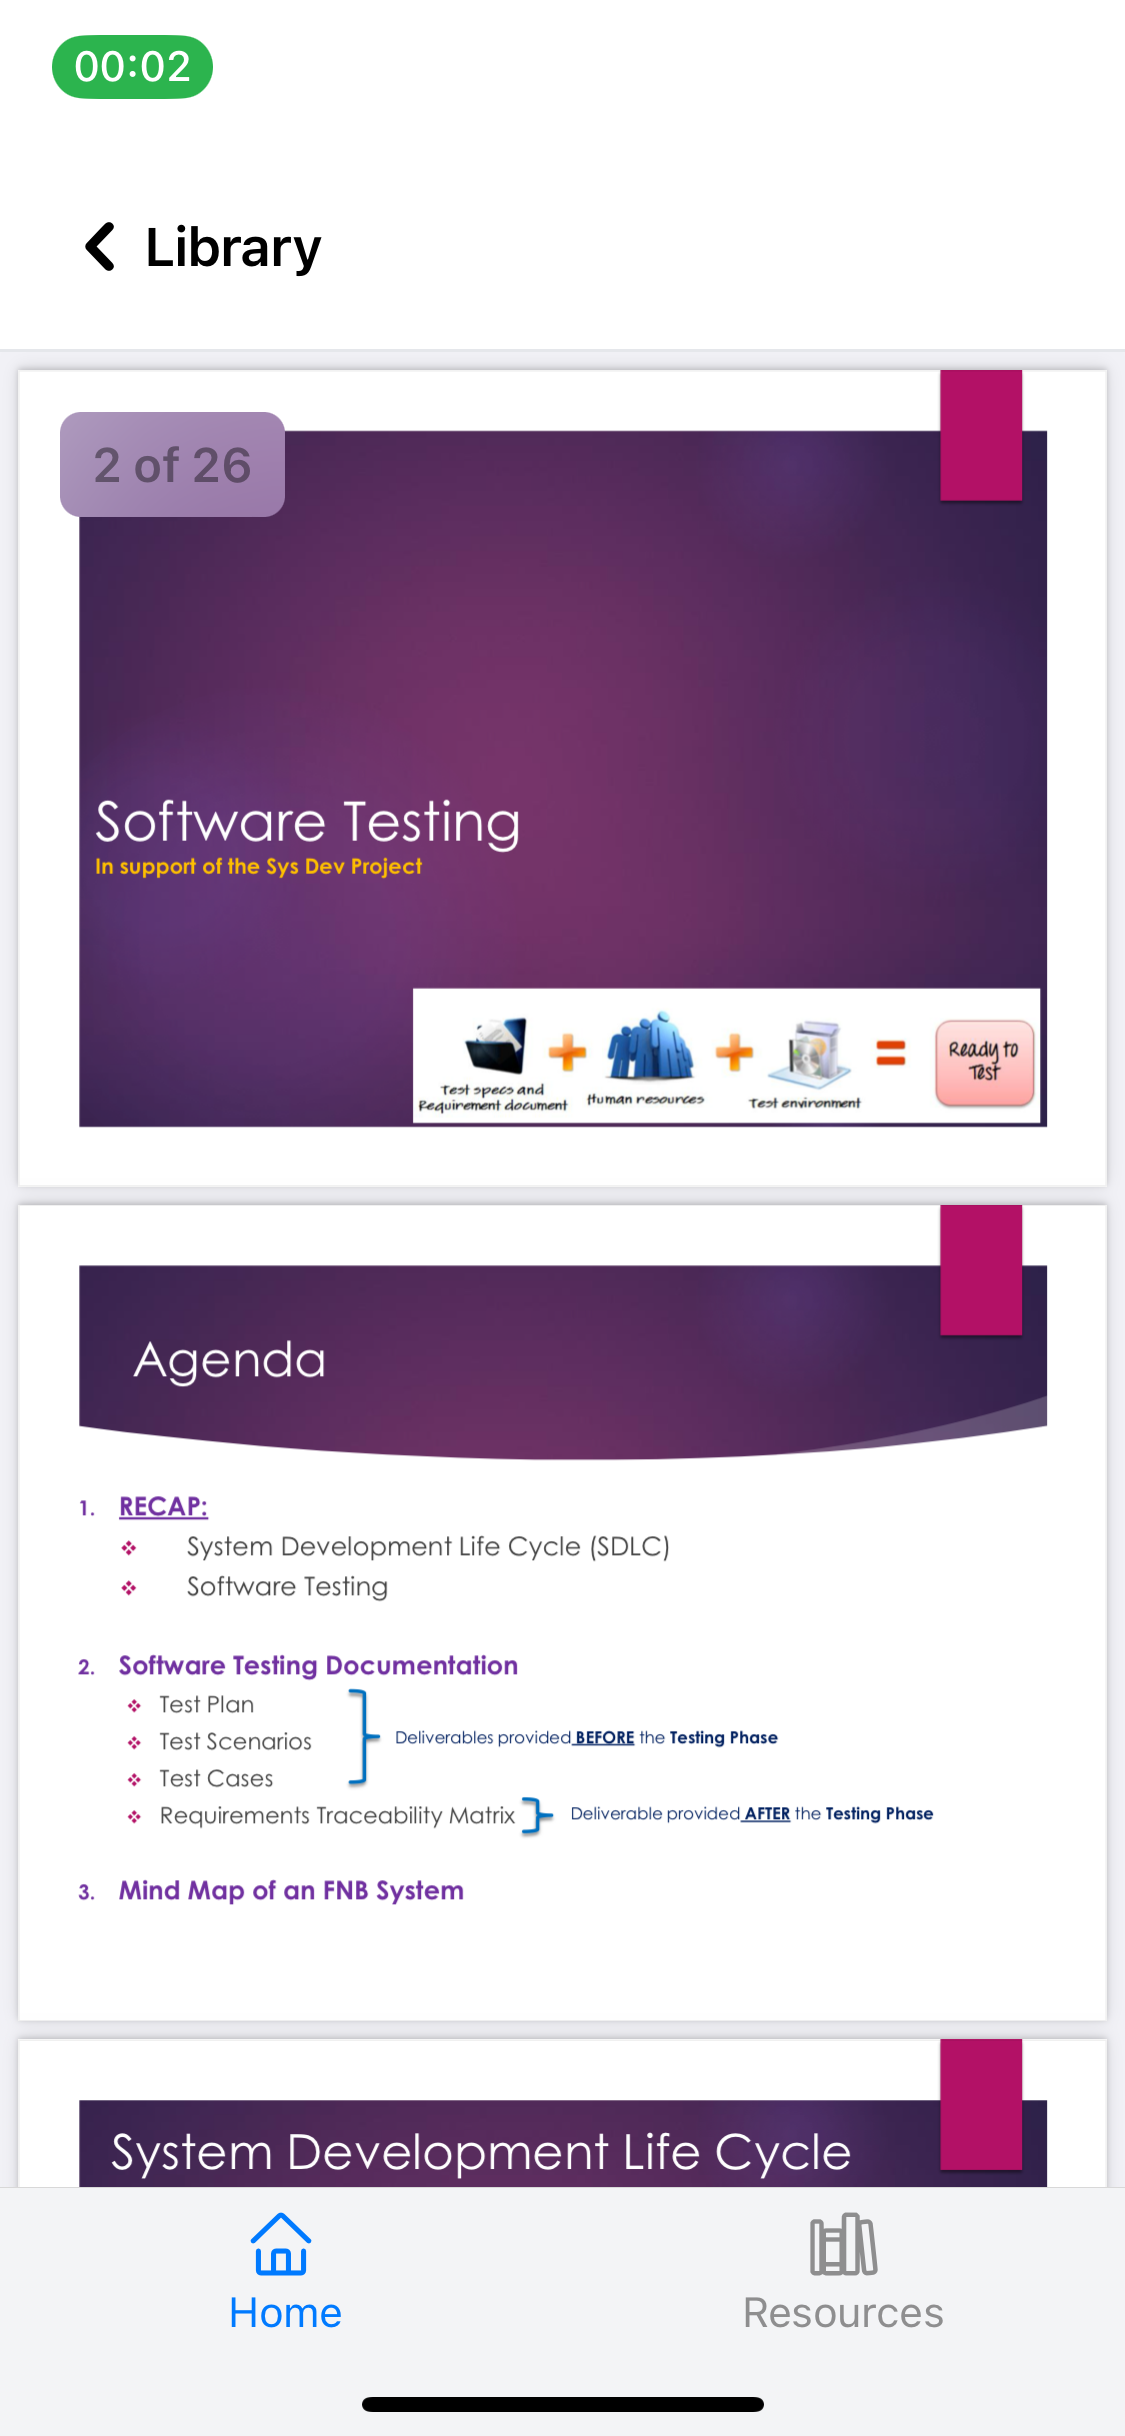 00:02
Library
2 of 26
Software Testing
In support of the Sys Dev Project
Test specs and
Requirement document
Human resources
Test environment
Ready to
Test
Agenda
1. RECAP:
❖ System Development Life Cycle (SDLC)
❖ Software Testing
2. Software Testing Documentation
❖ Test Plan
❖ Test Scenarios
❖ Test Cases
Deliverables provided BEFORE the Testing Phase
❖ Requirements Traceability Matrix
Deliverable provided AFTER the Testing Phase
3. Mind Map of an FNB System
System Development Life Cycle
Home
Resources